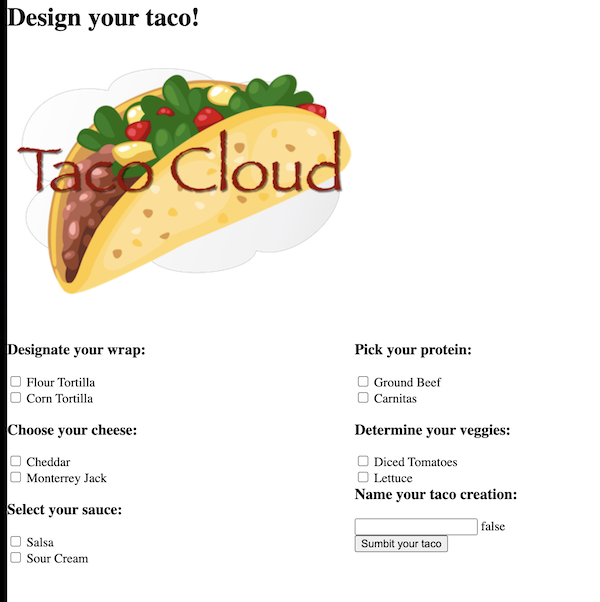 Design your taco!
Taco Cloud
Designate your wrap:
Flour Tortilla
Corn Tortilla
Choose your cheese:
Cheddar
Monterrey Jack
Select your sauce:
Salsa
Sour Cream
Pick your protein:
Ground Beef
Carnitas
Determine your veggies:
Diced Tomatoes
Lettuce
Name your taco creation:
false
Sumbit your taco